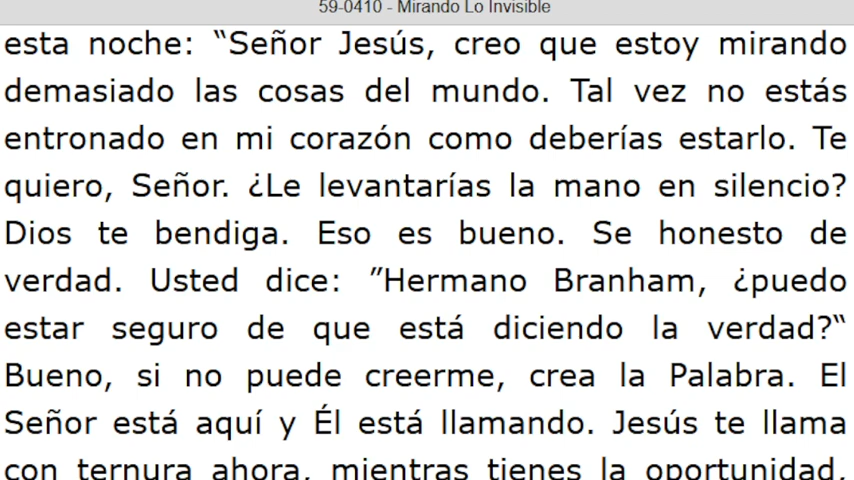 59-0410 - Mirando Lo Invisible
esta noche: “Señor Jesús, creo que estoy mirando
demasiado las cosas del mundo. Tal vez no estás
entronado en mi corazón como deberías estarlo. Te
quiero, Señor. ¿Le levantarías la mano en silencio?
Dios te bendiga. Eso es bueno. Se honesto de
verdad. Usted dice: ”Hermano Branham, ¿puedo
estar seguro de que está diciendo la verdad?“
Bueno, si no puede creerme, crea la Palabra. El
Señor está aquí y Él está llamando. Jesús te llama
con ternura ahora, mientras tienes la oportunidad,